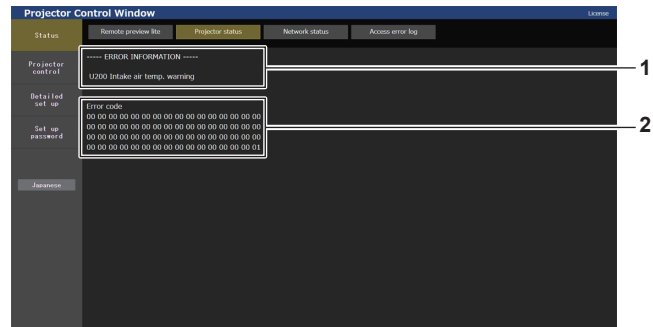 Projector Control Window
License
Status
Remote preview lite
Projector status
Network status
Access error log
----- ERROR INFORMATION -----
U200 Intake air temp. warning
1
Projector
control
Detailed
set up
Error code
00 00 00 00 00 00 00 00 00 00 00 00 00 00 00 00
00 00 00 00 00 00 00 00 00 00 00 00 00 00 00 00
00 00 00 00 00 00 00 00 00 00 00 00 00 00 00 00
00 00 00 00 00 00 00 00 00 00 00 00 00 00 00 01
2
Set up
password
Japanese